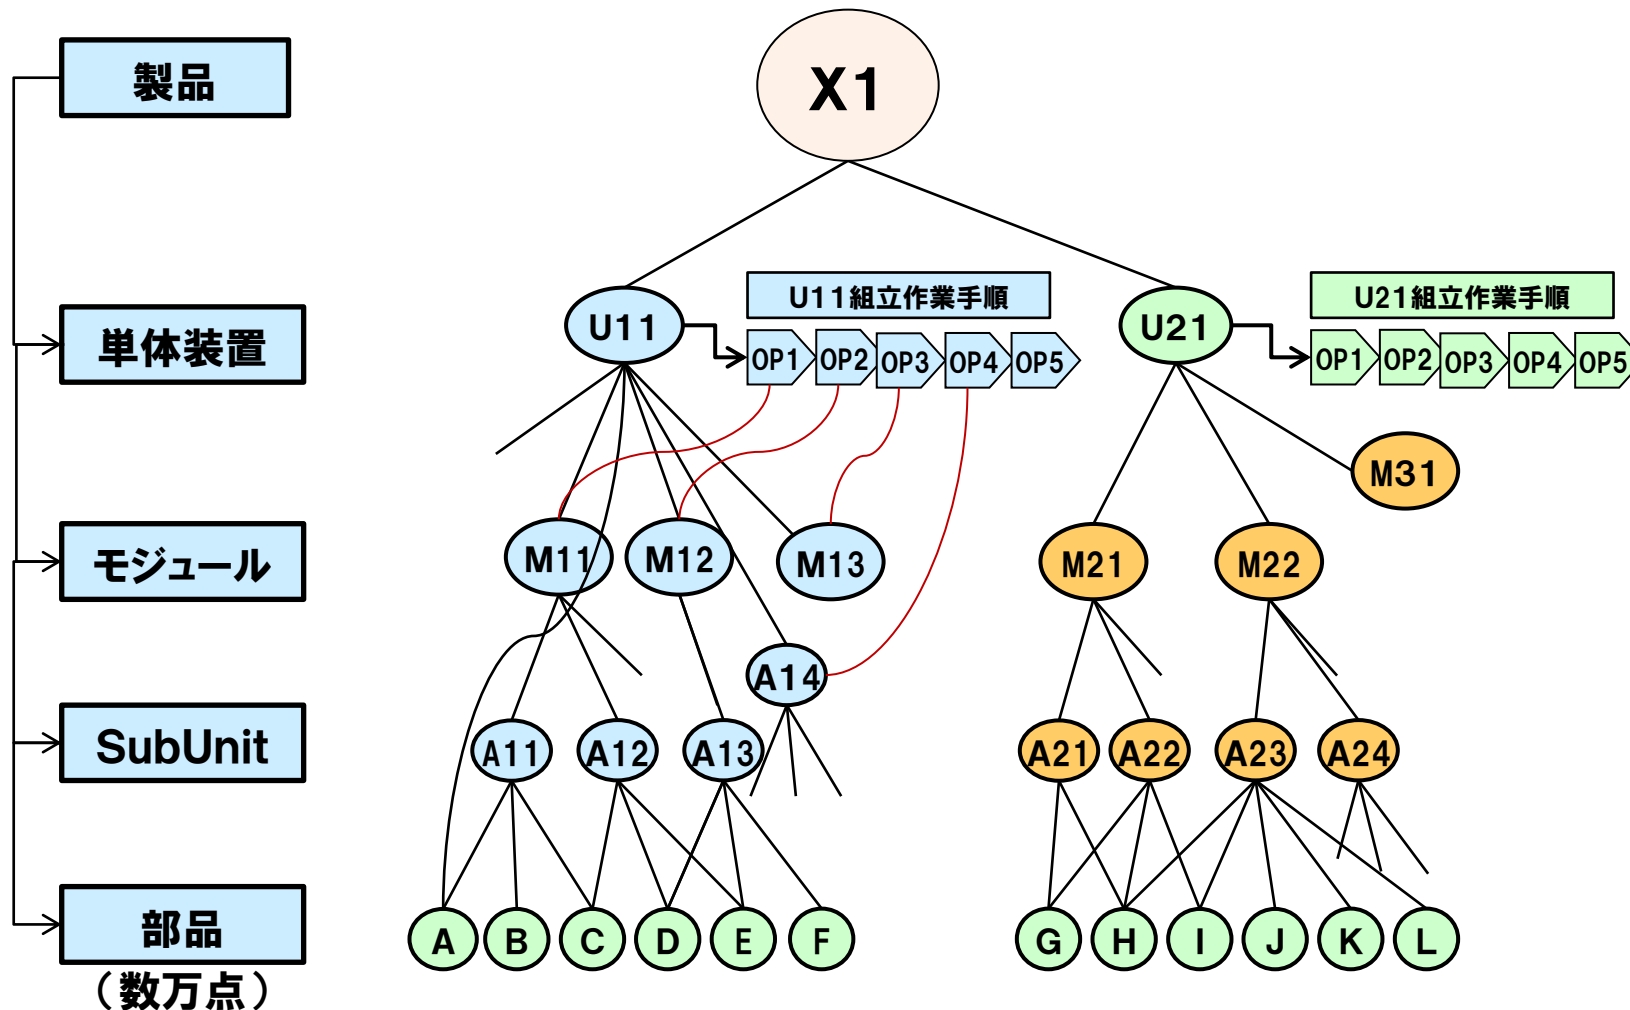 製品
X1
単体装置
U11
U11組立作業手順
OP1
OP2
OP3
OP4
OP5
U21
U21組立作業手順
OP1
OP2
OP3
OP4
OP5
M31
モジュール
M11
M12
M13
M21
M22
A14
SubUnit
A11
A12
A13
A21
A22
A23
A24
部品
(数万点)
A
B
C
D
E
F
G
H
I
J
K
L